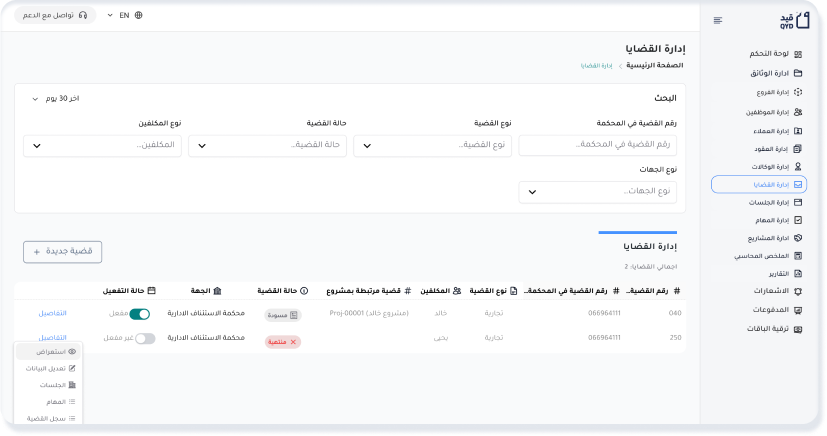 قيد
QYD
EN
تواصل مع الدعم
لوحة التحكم
ادارة الوثائق
إدارة الفروع
إدارة الموظفين
إدارة العملاء
إدارة العقود
إدارة الوكالات
إدارة القضايا
إدارة الجلسات
إدارة المهام
ادارة المشاريع
الملخص المحاسبي
التقارير
الاشعارات
المدفوعات
ترقية الباقات
إدارة القضايا
الصفحة الرئيسية > إدارة القضايا
البحث
اخر 30 يوم
رقم القضية في المحكمة نوع القضية حالة القضية نوع المكلفين
رقم القضية في المحكمة... نوع القضية... حالة القضية... المكلفين...
نوع الجهات
نوع الجهات...
إدارة القضايا
قضية جديدة +
اجمالي القضايا: 2
# رقم القضية... # رقم القضية في المحكمة... نوع القضية المكلفين # قضية مرتبطة بمشروع حالة القضية الجهة حالة التفعيل
040 066964111 تجارية خالد Proj-00001 (مشروع خالد) مسودة محكمة الاستئناف الادارية مفعل التفاصيل
250 066964111 تجارية يحيى منتهية محكمة الاستئناف الادارية غير مفعل التفاصيل
استعراض
تعديل البيانات
الجلسات
المهام
سجل القضية